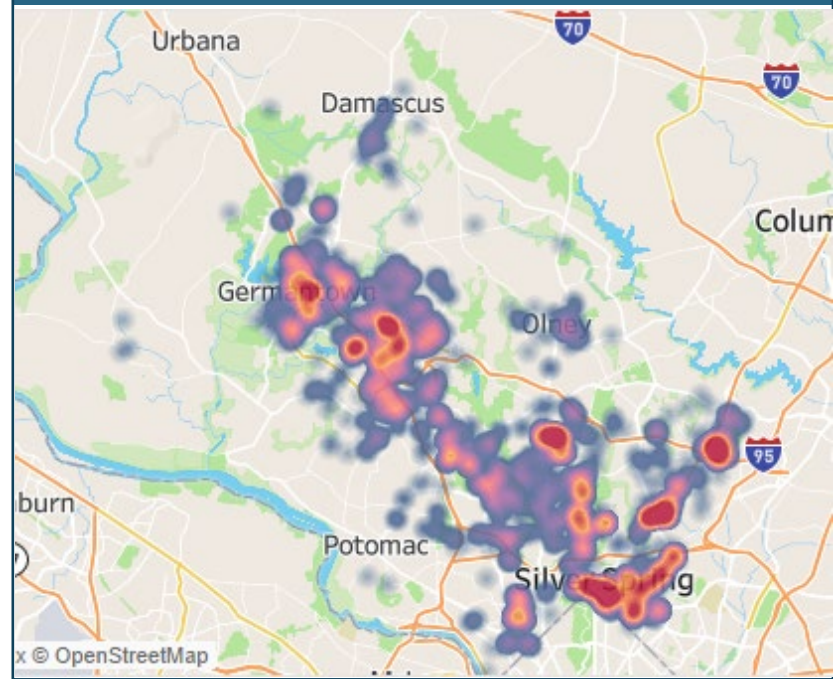 Urbana
70
70
Damascus
Colum
Germantown
Olney
95
burn
Potomac
Silver Spring
x © OpenStreetMap